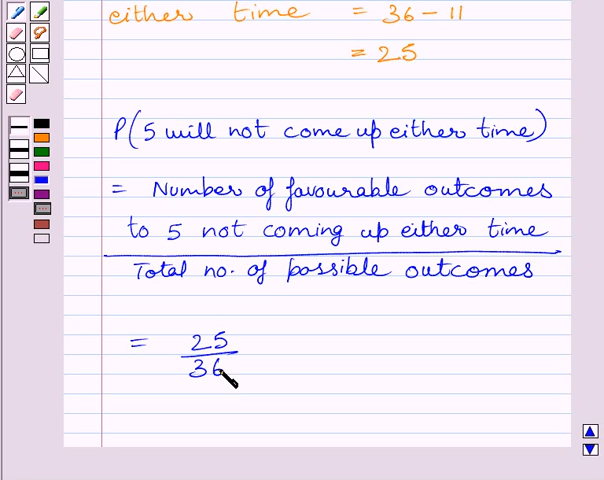 either time = 36 - 11
= 25
P(5 will not come up either time)
= Number of favourable outcomes
to 5 not coming up either time
Total no. of possible outcomes
= 25
36